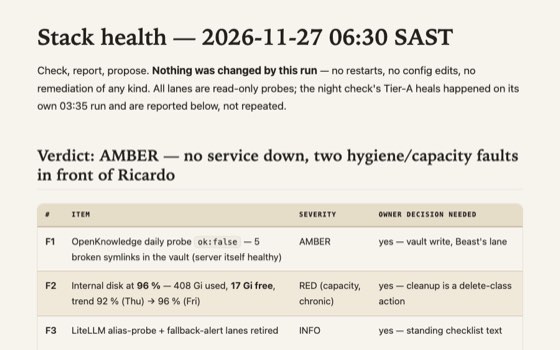 Stack health — 2026-11-27 06:30 SAST
Check, report, propose. Nothing was changed by this run — no restarts, no config edits, no
remediation of any kind. All lanes are read-only probes; the night check's Tier-A heals happened on its
own 03:35 run and are reported below, not repeated.
Verdict: AMBER — no service down, two hygiene/capacity faults
in front of Ricardo
# ITEM SEVERITY OWNER DECISION NEEDED
F1 OpenKnowledge daily probe ok:false — 5 AMBER yes — vault write, Beast's lane
broken symlinks in the vault (server itself healthy)
F2 Internal disk at 96 % — 408 Gi used, 17 Gi free, RED (capacity, yes — cleanup is a delete-class
trend 92 % (Thu) → 96 % (Fri) chronic) action
F3 LiteLLM alias-probe + fallback-alert lanes retired INFO yes — standing checklist text